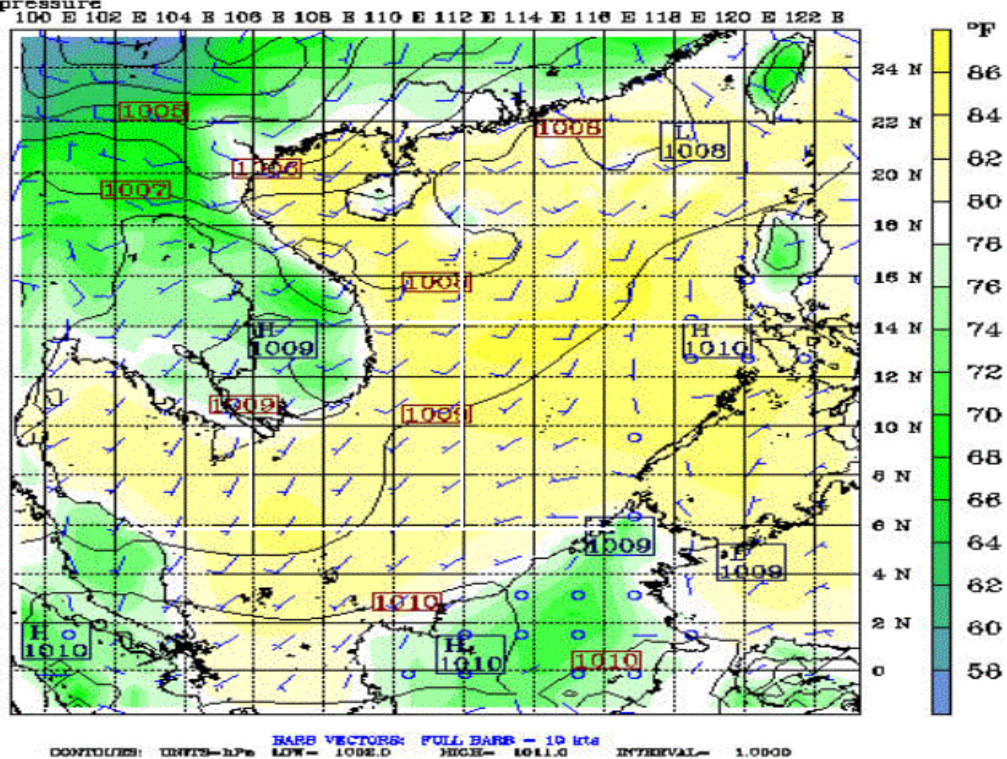 pressure
100 E 102 E 104 E 106 E 108 E 110 E 112 E 114 E 116 E 118 E 120 E 122 E
°F
24 N
86
84
1005
22 N
1008
L
1008
82
1006
20 N
1007
80
18 N
78
1008
16 N
76
H
1009
14 N
H
1010
74
12 N
72
1009
1009
10 N
70
68
8 N
66
6 N
1009
64
1009
4 N
62
1010
H
1010
2 N
60
H
1010
1010
0
58
BARB VECTORS: FULL BARB = 10 kts
CONTOURS: UNITS=hPa LOW= 1002.0 HIGH= 1011.0 INTERVAL= 1.0000